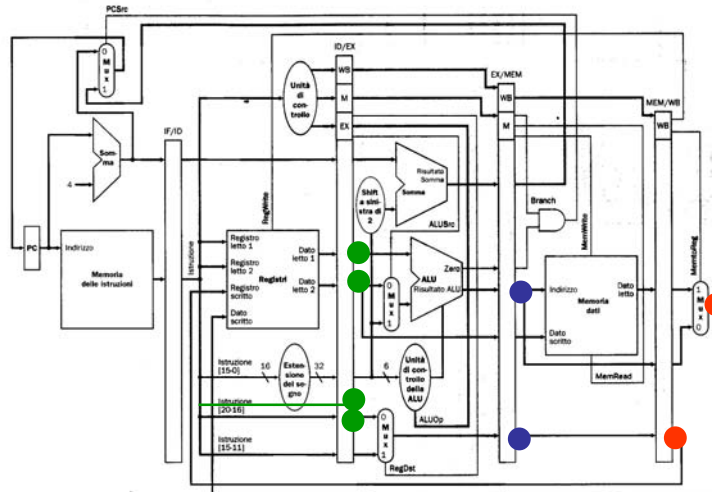 PCSrc
0
M
u
x
1
ID/EX
WB
EX/MEM
Unità
di
controllo
M
WB
MEM/WB
IF/ID
EX
M
WB
Som-
ma
4
Risultato
Somma
Somma
Shift
a sini-
stra di
2
Branch
RegWrite
ALUSrc
MemWrite
MemtoReg
PC
Indirizzo
Memoria
delle istruzioni
Istruzione
Registro
letto 1
Registro
letto 2
Registro
scritto
Dato
scritto
Registri
Dato
letto 1
Dato
letto 2
0
M
u
x
1
Zero
ALU
Risultato ALU
Indirizzo
Dato
letto
Memoria
dati
Dato
scritto
1
M
u
x
0
Istruzione
[15-0]
16
Estensione
del segno
32
6
Unità di
controllo
della
ALU
MemRead
Istruzione
[20-16]
ALUOp
0
M
u
x
1
Istruzione
[15-11]
RegDst